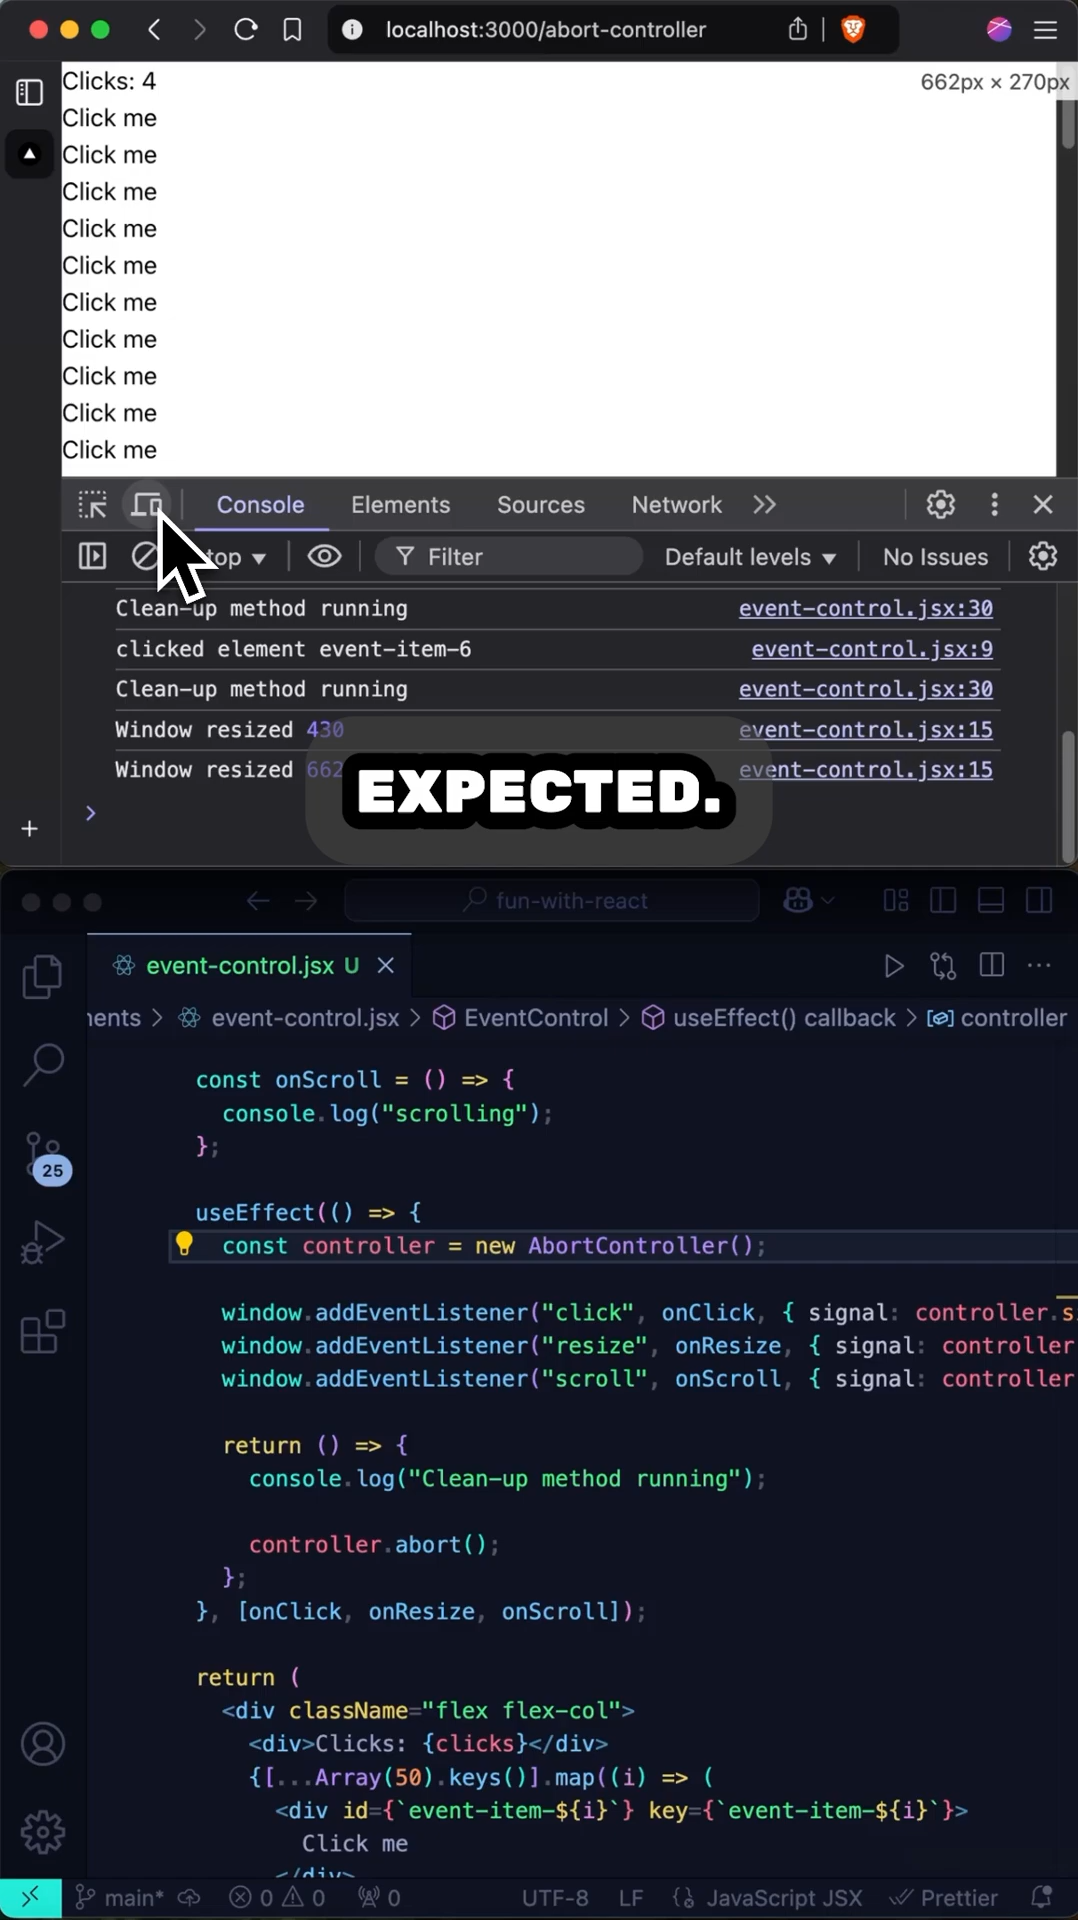 localhost:3000/abort-controller
Clicks: 4
662px × 270px
Click me
Click me
Click me
Click me
Click me
Click me
Click me
Click me
Click me
Click me
Console Elements Sources Network
top Filter Default levels No Issues
Clean-up method running event-control.jsx:30
clicked element event-item-6 event-control.jsx:9
Clean-up method running event-control.jsx:30
Window resized 430 event-control.jsx:15
Window resized 662 event-control.jsx:15
EXPECTED.
fun-with-react
event-control.jsx U
nents > event-control.jsx > EventControl > useEffect() callback > controller
const onScroll = () => {
console.log("scrolling");
};
useEffect(() => {
const controller = new AbortController();
window.addEventListener("click", onClick, { signal: controller.s
window.addEventListener("resize", onResize, { signal: controller
window.addEventListener("scroll", onScroll, { signal: controller
return () => {
console.log("Clean-up method running");
controller.abort();
};
}, [onClick, onResize, onScroll]);
return (
<div className="flex flex-col">
<div>Clicks: {clicks}</div>
{[...Array(50).keys()].map((i) => (
<div id={`event-item-${i}`} key={`event-item-${i}`}>
Click me
</div>
25
main* 0 0 0 UTF-8 LF JavaScript JSX Prettier